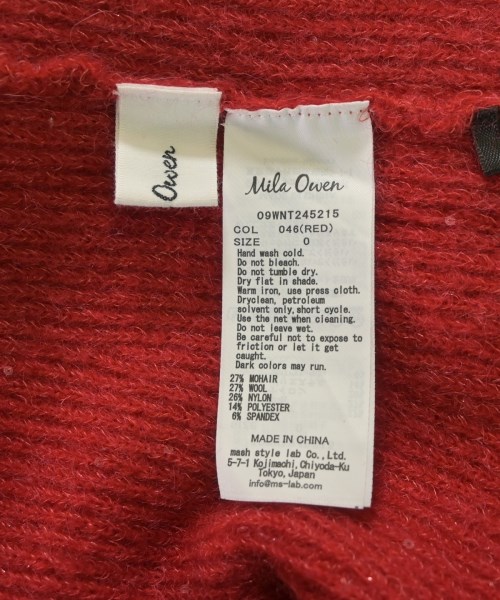 Owen
Mila Owen
09WNT245215
COL 046(RED)
SIZE 0
Hand wash cold.
Do not bleach.
Do not tumble dry.
Dry flat in shade.
Warm iron, use press cloth.
Dryclean, petroleum
solvent only,short cycle.
Use the net when cleaning.
Do not leave wet.
Be careful not to expose to
friction or let it get
caught.
Dark colors may run.
27% MOHAIR
27% WOOL
26% NYLON
14% POLYESTER
6% SPANDEX
MADE IN CHINA
mash style lab Co., Ltd.
5-7-1 Kojimachi, Chiyoda-Ku
Tokyo, Japan
info@ms-lab.com